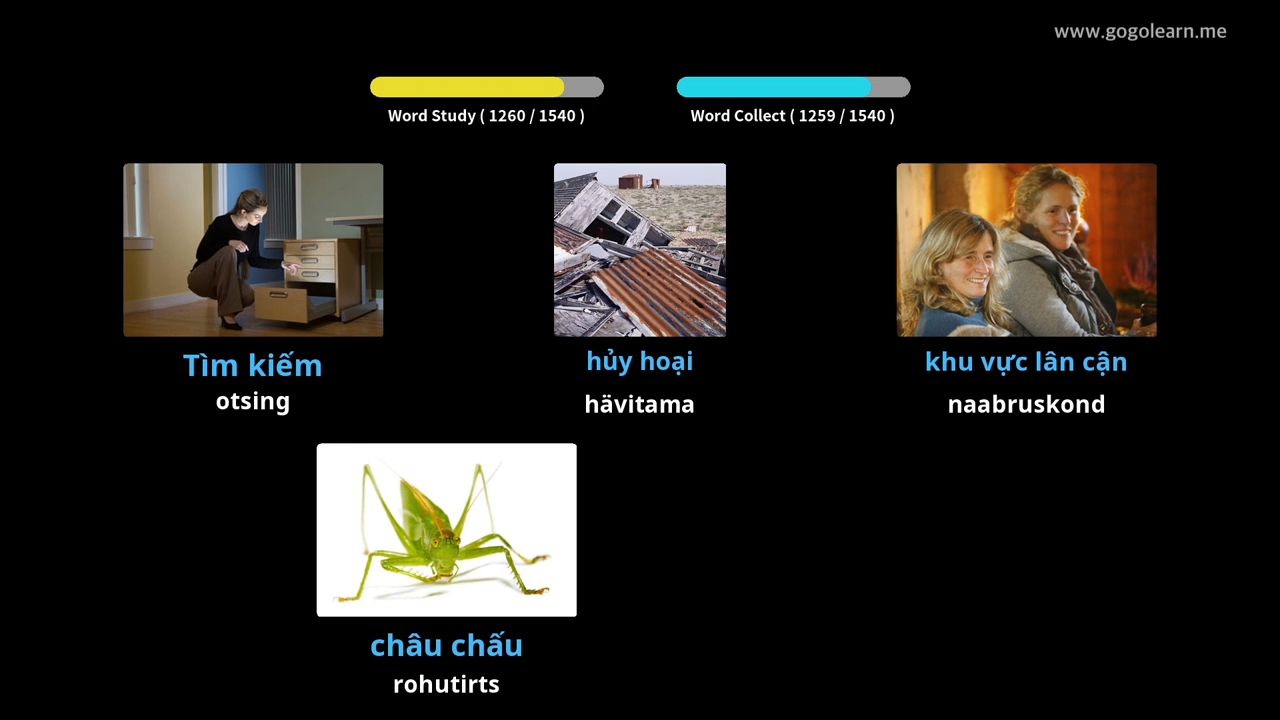 www.gogolearn.me
Word Study ( 1260 / 1540 )
Word Collect ( 1259 / 1540 )
Tìm kiếm
otsing
hủy hoại
hävitama
khu vực lân cận
naabruskond
châu chấu
rohutirts